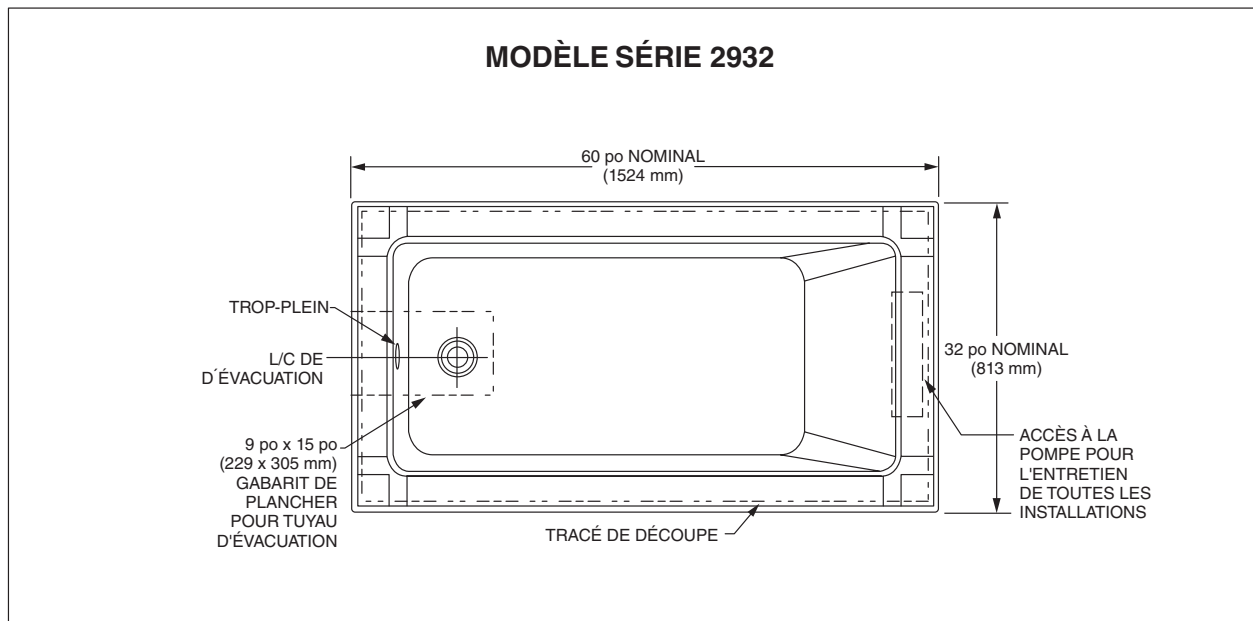 MODÈLE SÉRIE 2932
60 po NOMINAL
(1524 mm)
TROP-PLEIN
L/C DE
D´ÉVACUATION
32 po NOMINAL
(813 mm)
9 po x 15 po
(229 x 305 mm)
GABARIT DE
PLANCHER
POUR TUYAU
D'ÉVACUATION
TRACÉ DE DÉCOUPE
ACCÈS À LA
POMPE POUR
L'ENTRETIEN
DE TOUTES LES
INSTALLATIONS